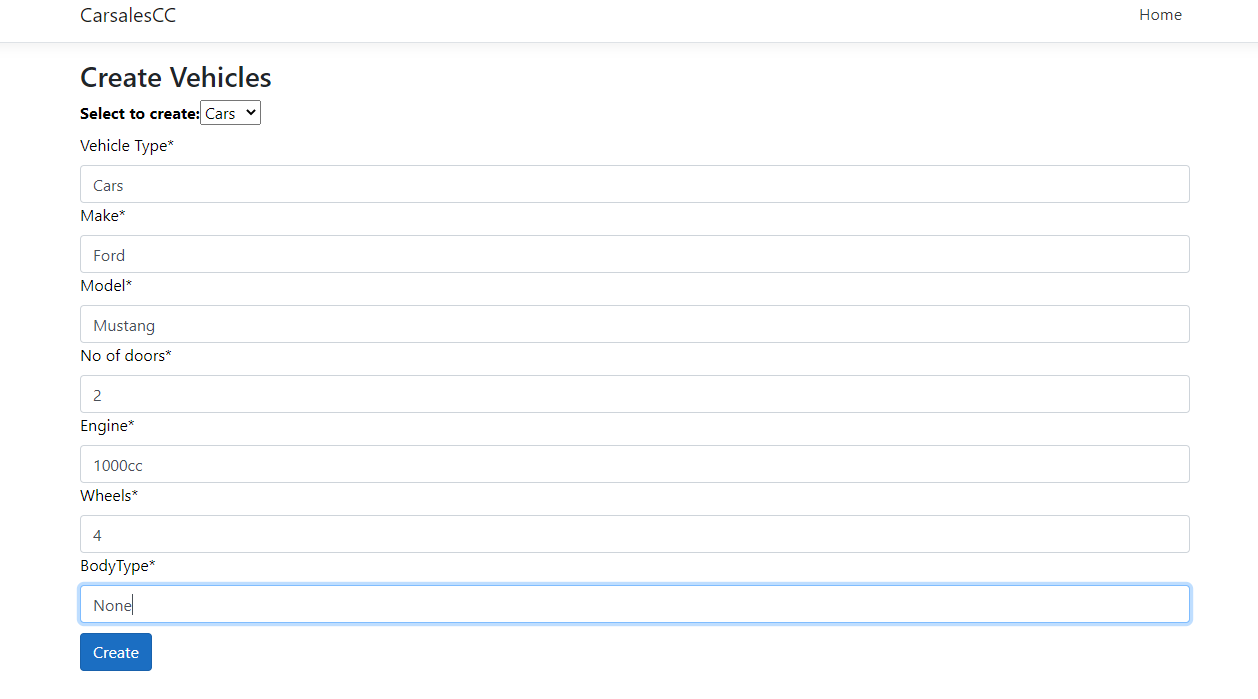 CarsalesCC Home
Create Vehicles
Select to create: Cars
Vehicle Type*
Cars
Make*
Ford
Model*
Mustang
No of doors*
2
Engine*
1000cc
Wheels*
4
BodyType*
None
Create